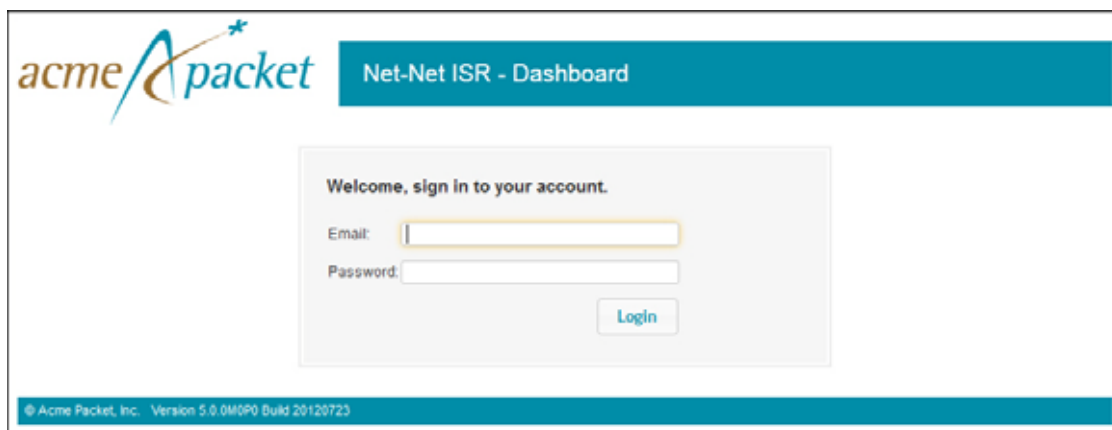 acme packet
Net-Net ISR - Dashboard
Welcome, sign in to your account.
Email:
Password:
Login
© Acme Packet, Inc. Version 5.0.0M0P0 Build 20120723